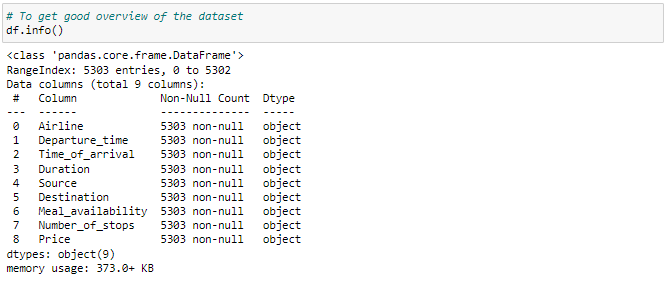 # To get good overview of the dataset
df.info()
<class 'pandas.core.frame.DataFrame'>
RangeIndex: 5303 entries, 0 to 5302
Data columns (total 9 columns):
 #   Column             Non-Null Count  Dtype
---  ------             --------------  -----
 0   Airline            5303 non-null   object
 1   Departure_time     5303 non-null   object
 2   Time_of_arrival    5303 non-null   object
 3   Duration           5303 non-null   object
 4   Source             5303 non-null   object
 5   Destination        5303 non-null   object
 6   Meal_availability  5303 non-null   object
 7   Number_of_stops    5303 non-null   object
 8   Price              5303 non-null   object
dtypes: object(9)
memory usage: 373.0+ KB